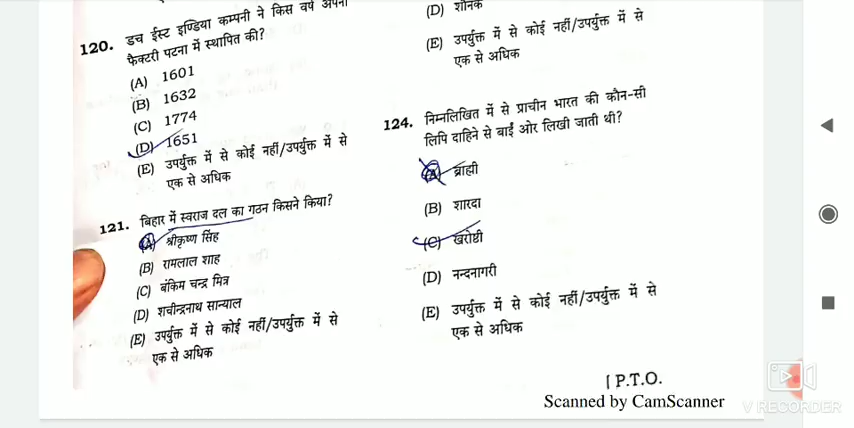 120. डच ईस्ट इण्डिया कम्पनी ने किस वर्ष अपनी
फैक्टरी पटना में स्थापित की?
(A) 1601
(B) 1632
(C) 1774
(D) 1651
(E) उपर्युक्त में से कोई नहीं/उपर्युक्त में से
एक से अधिक
121. बिहार में स्वराज दल का गठन किसने किया?
(A) श्रीकृष्ण सिंह
(B) रामलाल शाह
(C) बंकिम चन्द्र मित्र
(D) शचीन्द्रनाथ सान्याल
(E) उपर्युक्त में से कोई नहीं/उपर्युक्त में से
एक से अधिक
(D) शौनक
(E) उपर्युक्त में से कोई नहीं/उपर्युक्त में से
एक से अधिक
124. निम्नलिखित में से प्राचीन भारत की कौन-सी
लिपि दाहिने से बाईं ओर लिखी जाती थी?
(A) ब्राह्मी
(B) शारदा
(C) खरोष्ठी
(D) नन्दनागरी
(E) उपर्युक्त में से कोई नहीं/उपर्युक्त में से
एक से अधिक
[ P.T.O.
Scanned by CamScanner
V RECORDER